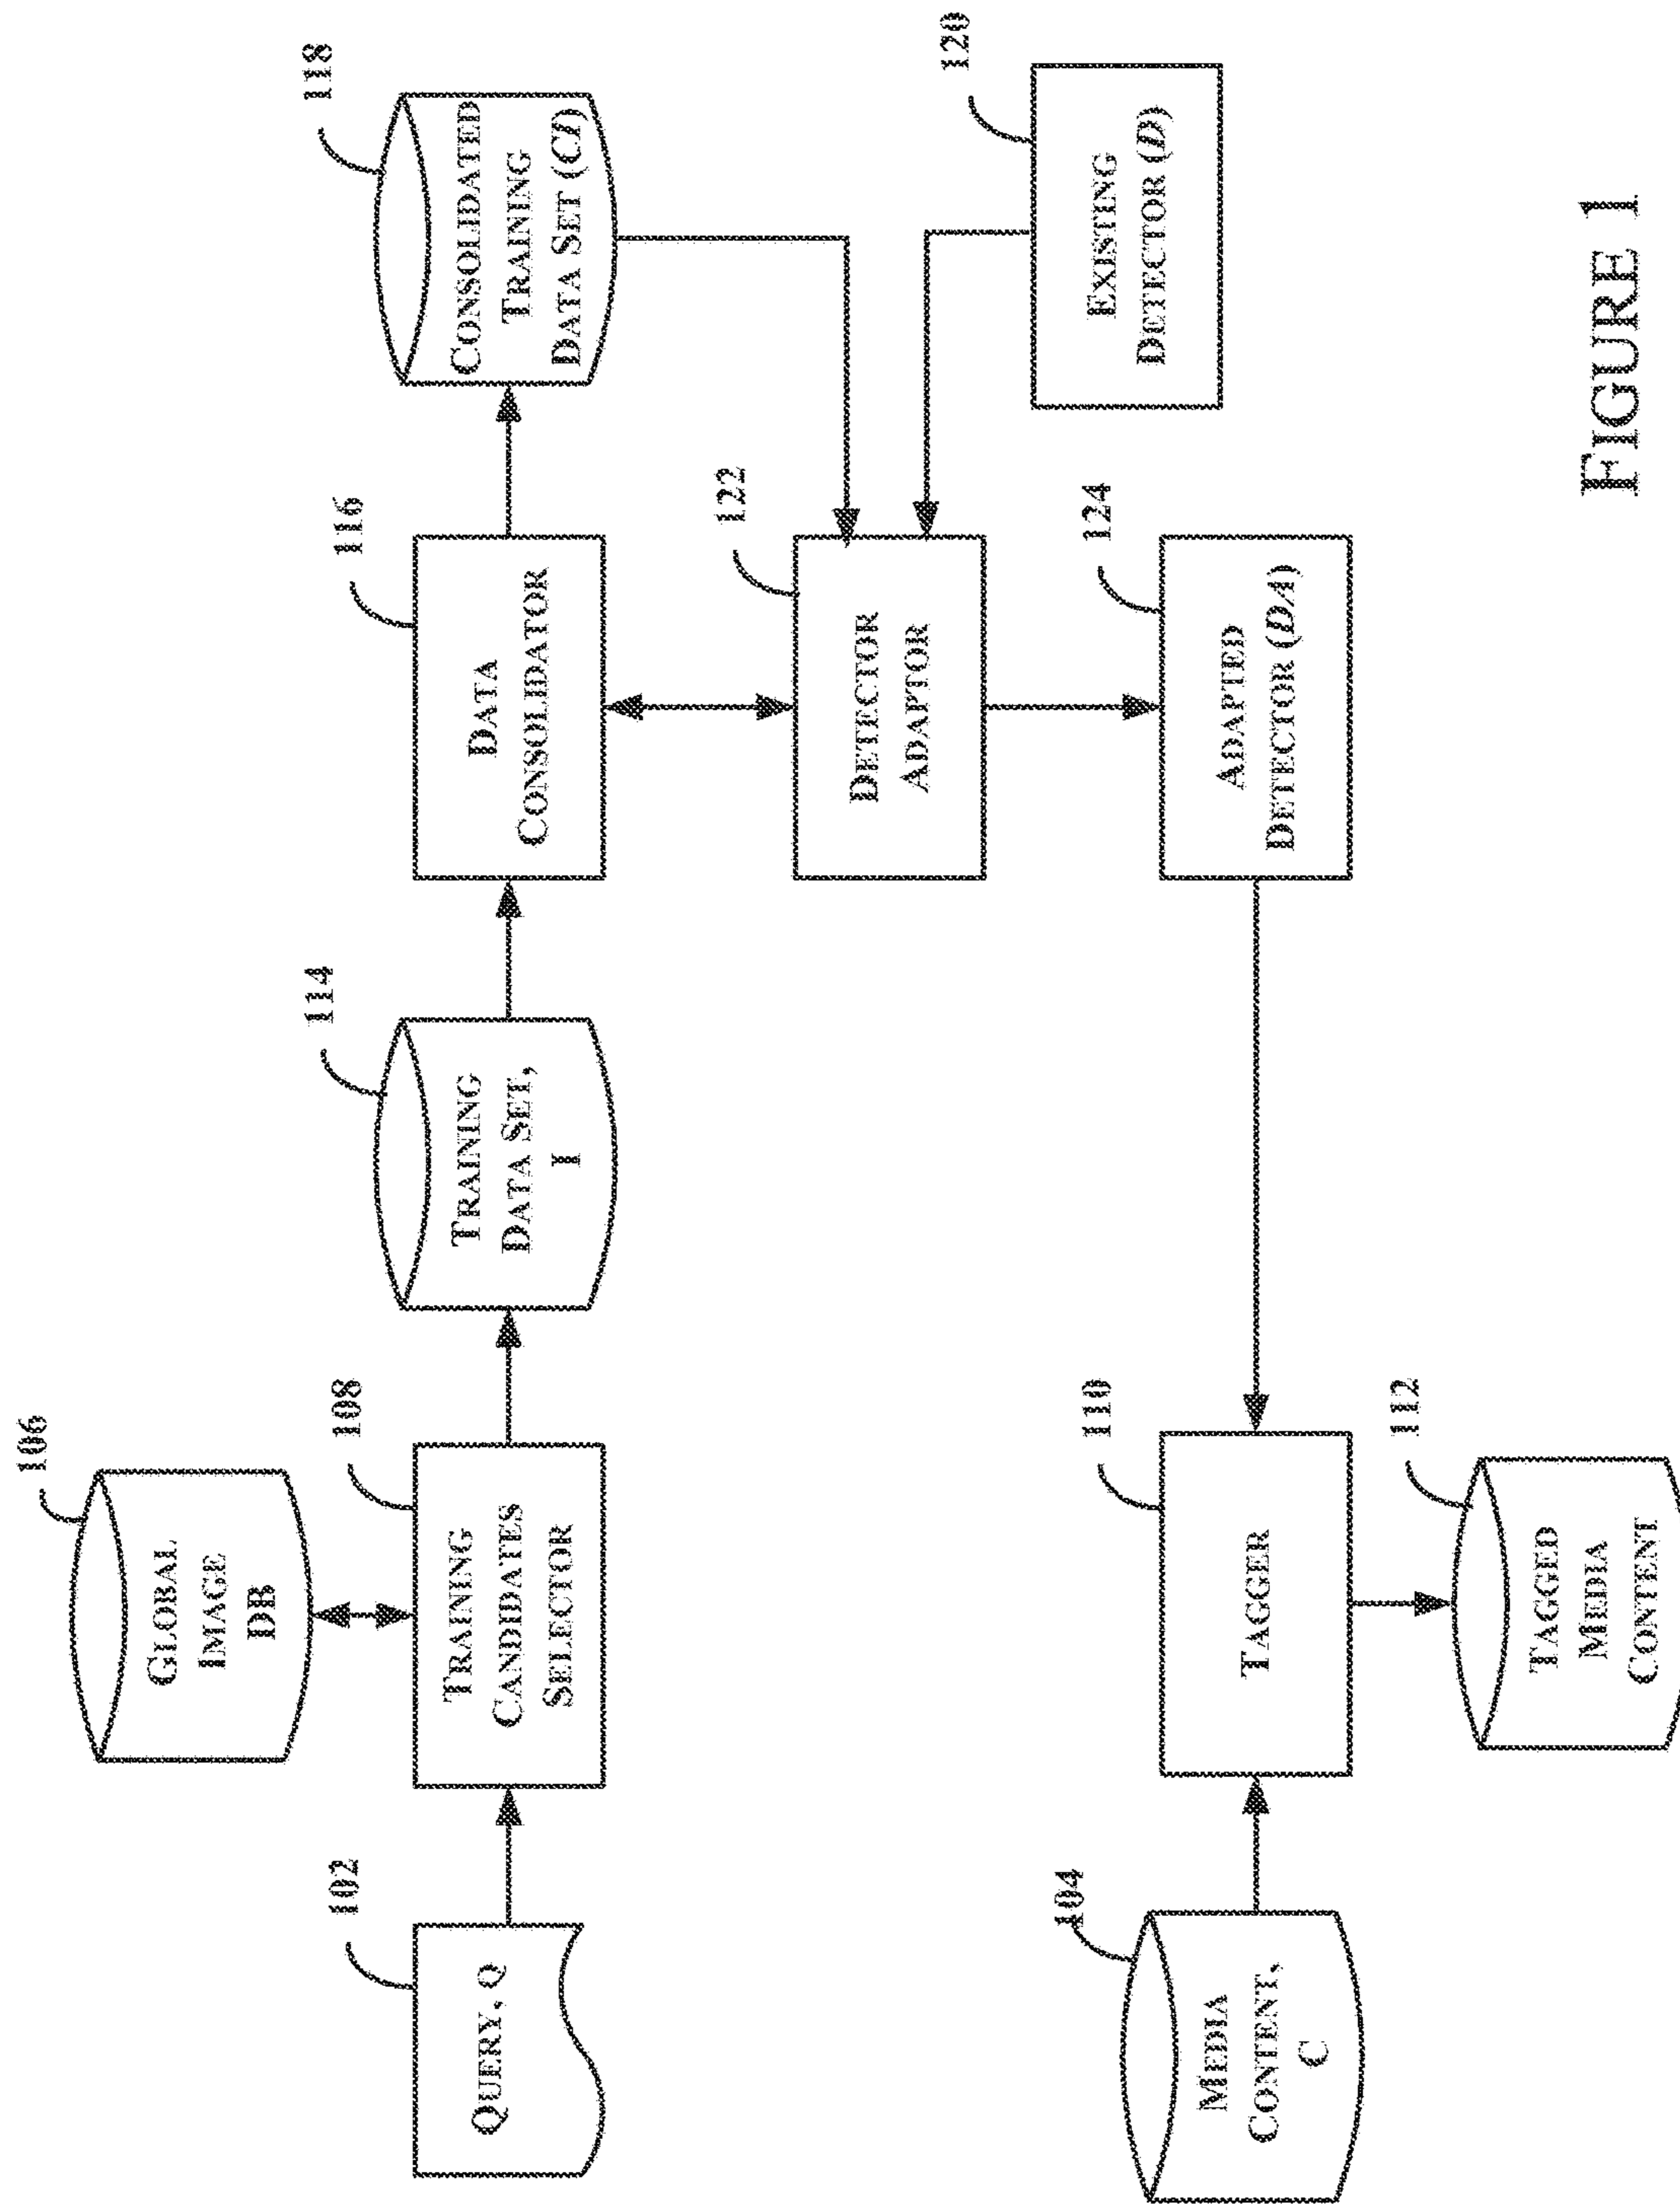 106
GLOBAL
IMAGE
DB
102
QUERY, Q
108
TRAINING
CANDIDATES
SELECTOR
114
TRAINING
DATA SET,
I
116
DATA
CONSOLIDATOR
118
CONSOLIDATED
TRAINING
DATA SET (CI)
122
DETECTOR
ADAPTOR
120
EXISTING
DETECTOR (D)
104
MEDIA
CONTENT,
C
110
TAGGER
124
ADAPTED
DETECTOR (DA)
112
TAGGED
MEDIA
CONTENT
FIGURE 1